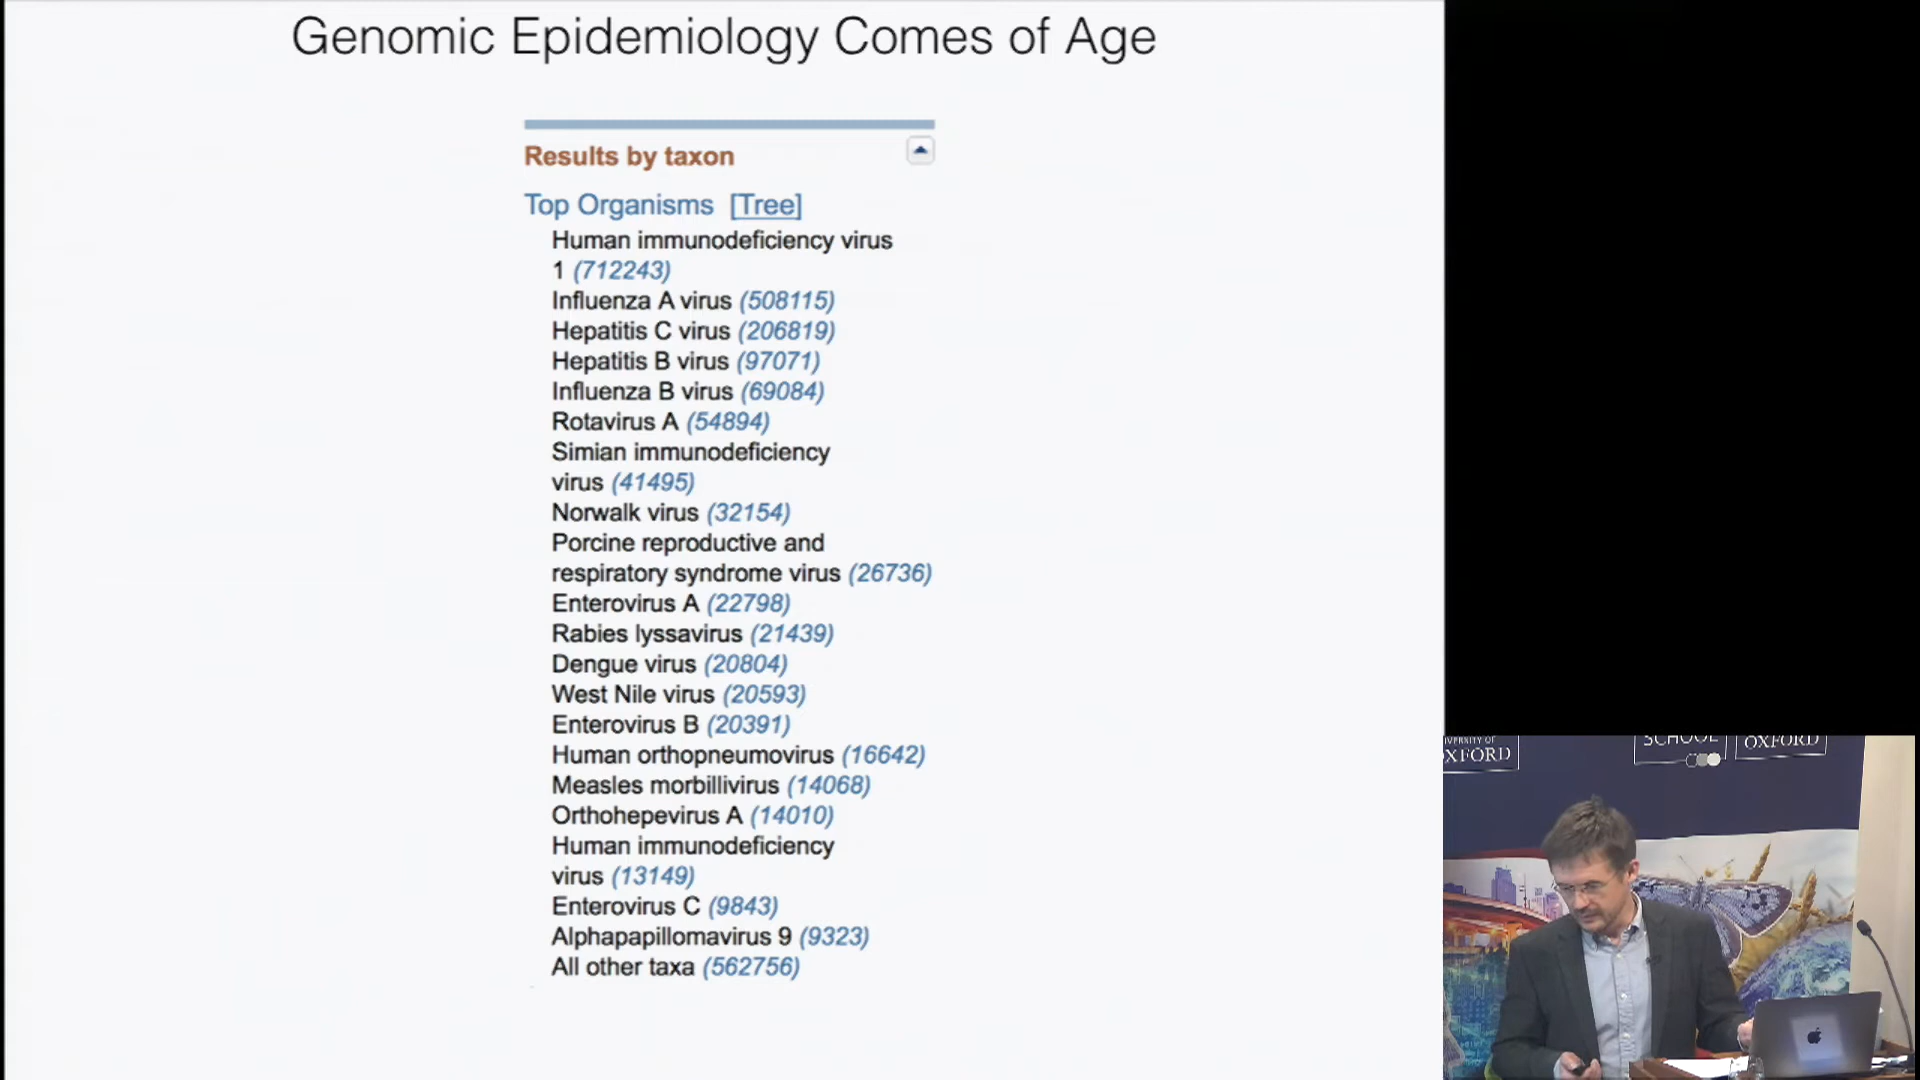 Genomic Epidemiology Comes of Age
Results by taxon
Top Organisms [Tree]
Human immunodeficiency virus
1 (712243)
Influenza A virus (508115)
Hepatitis C virus (206819)
Hepatitis B virus (97071)
Influenza B virus (69084)
Rotavirus A (54894)
Simian immunodeficiency
virus (41495)
Norwalk virus (32154)
Porcine reproductive and
respiratory syndrome virus (26736)
Enterovirus A (22798)
Rabies lyssavirus (21439)
Dengue virus (20804)
West Nile virus (20593)
Enterovirus B (20391)
Human orthopneumovirus (16642)
Measles morbillivirus (14068)
Orthohepevirus A (14010)
Human immunodeficiency
virus (13149)
Enterovirus C (9843)
Alphapapillomavirus 9 (9323)
All other taxa (562756)
SCHOOL
OXFORD